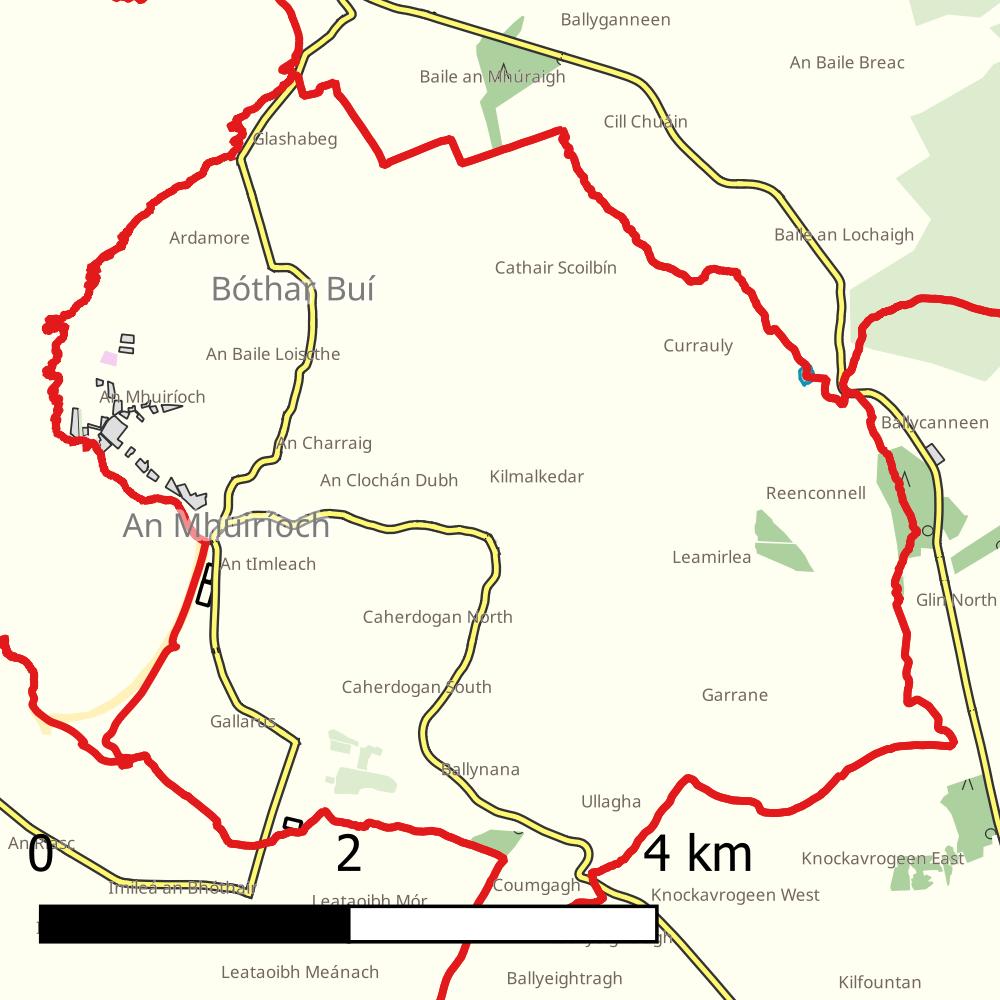 Ballyganneen
An Baile Breac
Baile an Mhúraigh
Cill Chuáin
Glashabeg
Ardamore
Baile an Lochaigh
Cathair Scoilbín
Bóthar Buí
An Baile Loiscthe
Currauly
An Mhuiríoch
Ballycanneen
An Charraig
An Clochán Dubh
Kilmalkedar
Reenconnell
An Mhuiríoch
An tImleach
Leamirlea
Glin North
Caherdogan North
Caherdogan South
Garrane
Gallarus
Ballynana
Ullagha
An Riasc
0 2 4 km
Knockavrogeen East
Imileá an Bhóthair
Coumgagh
Knockavrogeen West
Leataoibh Mór
Leataoibh Meánach
Ballyeightragh
Kilfountan